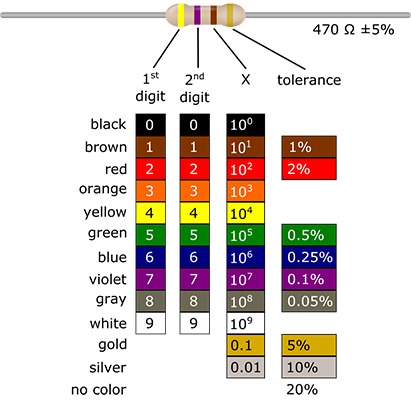 470 Ω ±5%
1st 2nd X tolerance
digit digit
black 0 0 10⁰
brown 1 1 10¹ 1%
red 2 2 10² 2%
orange 3 3 10³
yellow 4 4 10⁴
green 5 5 10⁵ 0.5%
blue 6 6 10⁶ 0.25%
violet 7 7 10⁷ 0.1%
gray 8 8 10⁸ 0.05%
white 9 9 10⁹
gold 0.1 5%
silver 0.01 10%
no color 20%